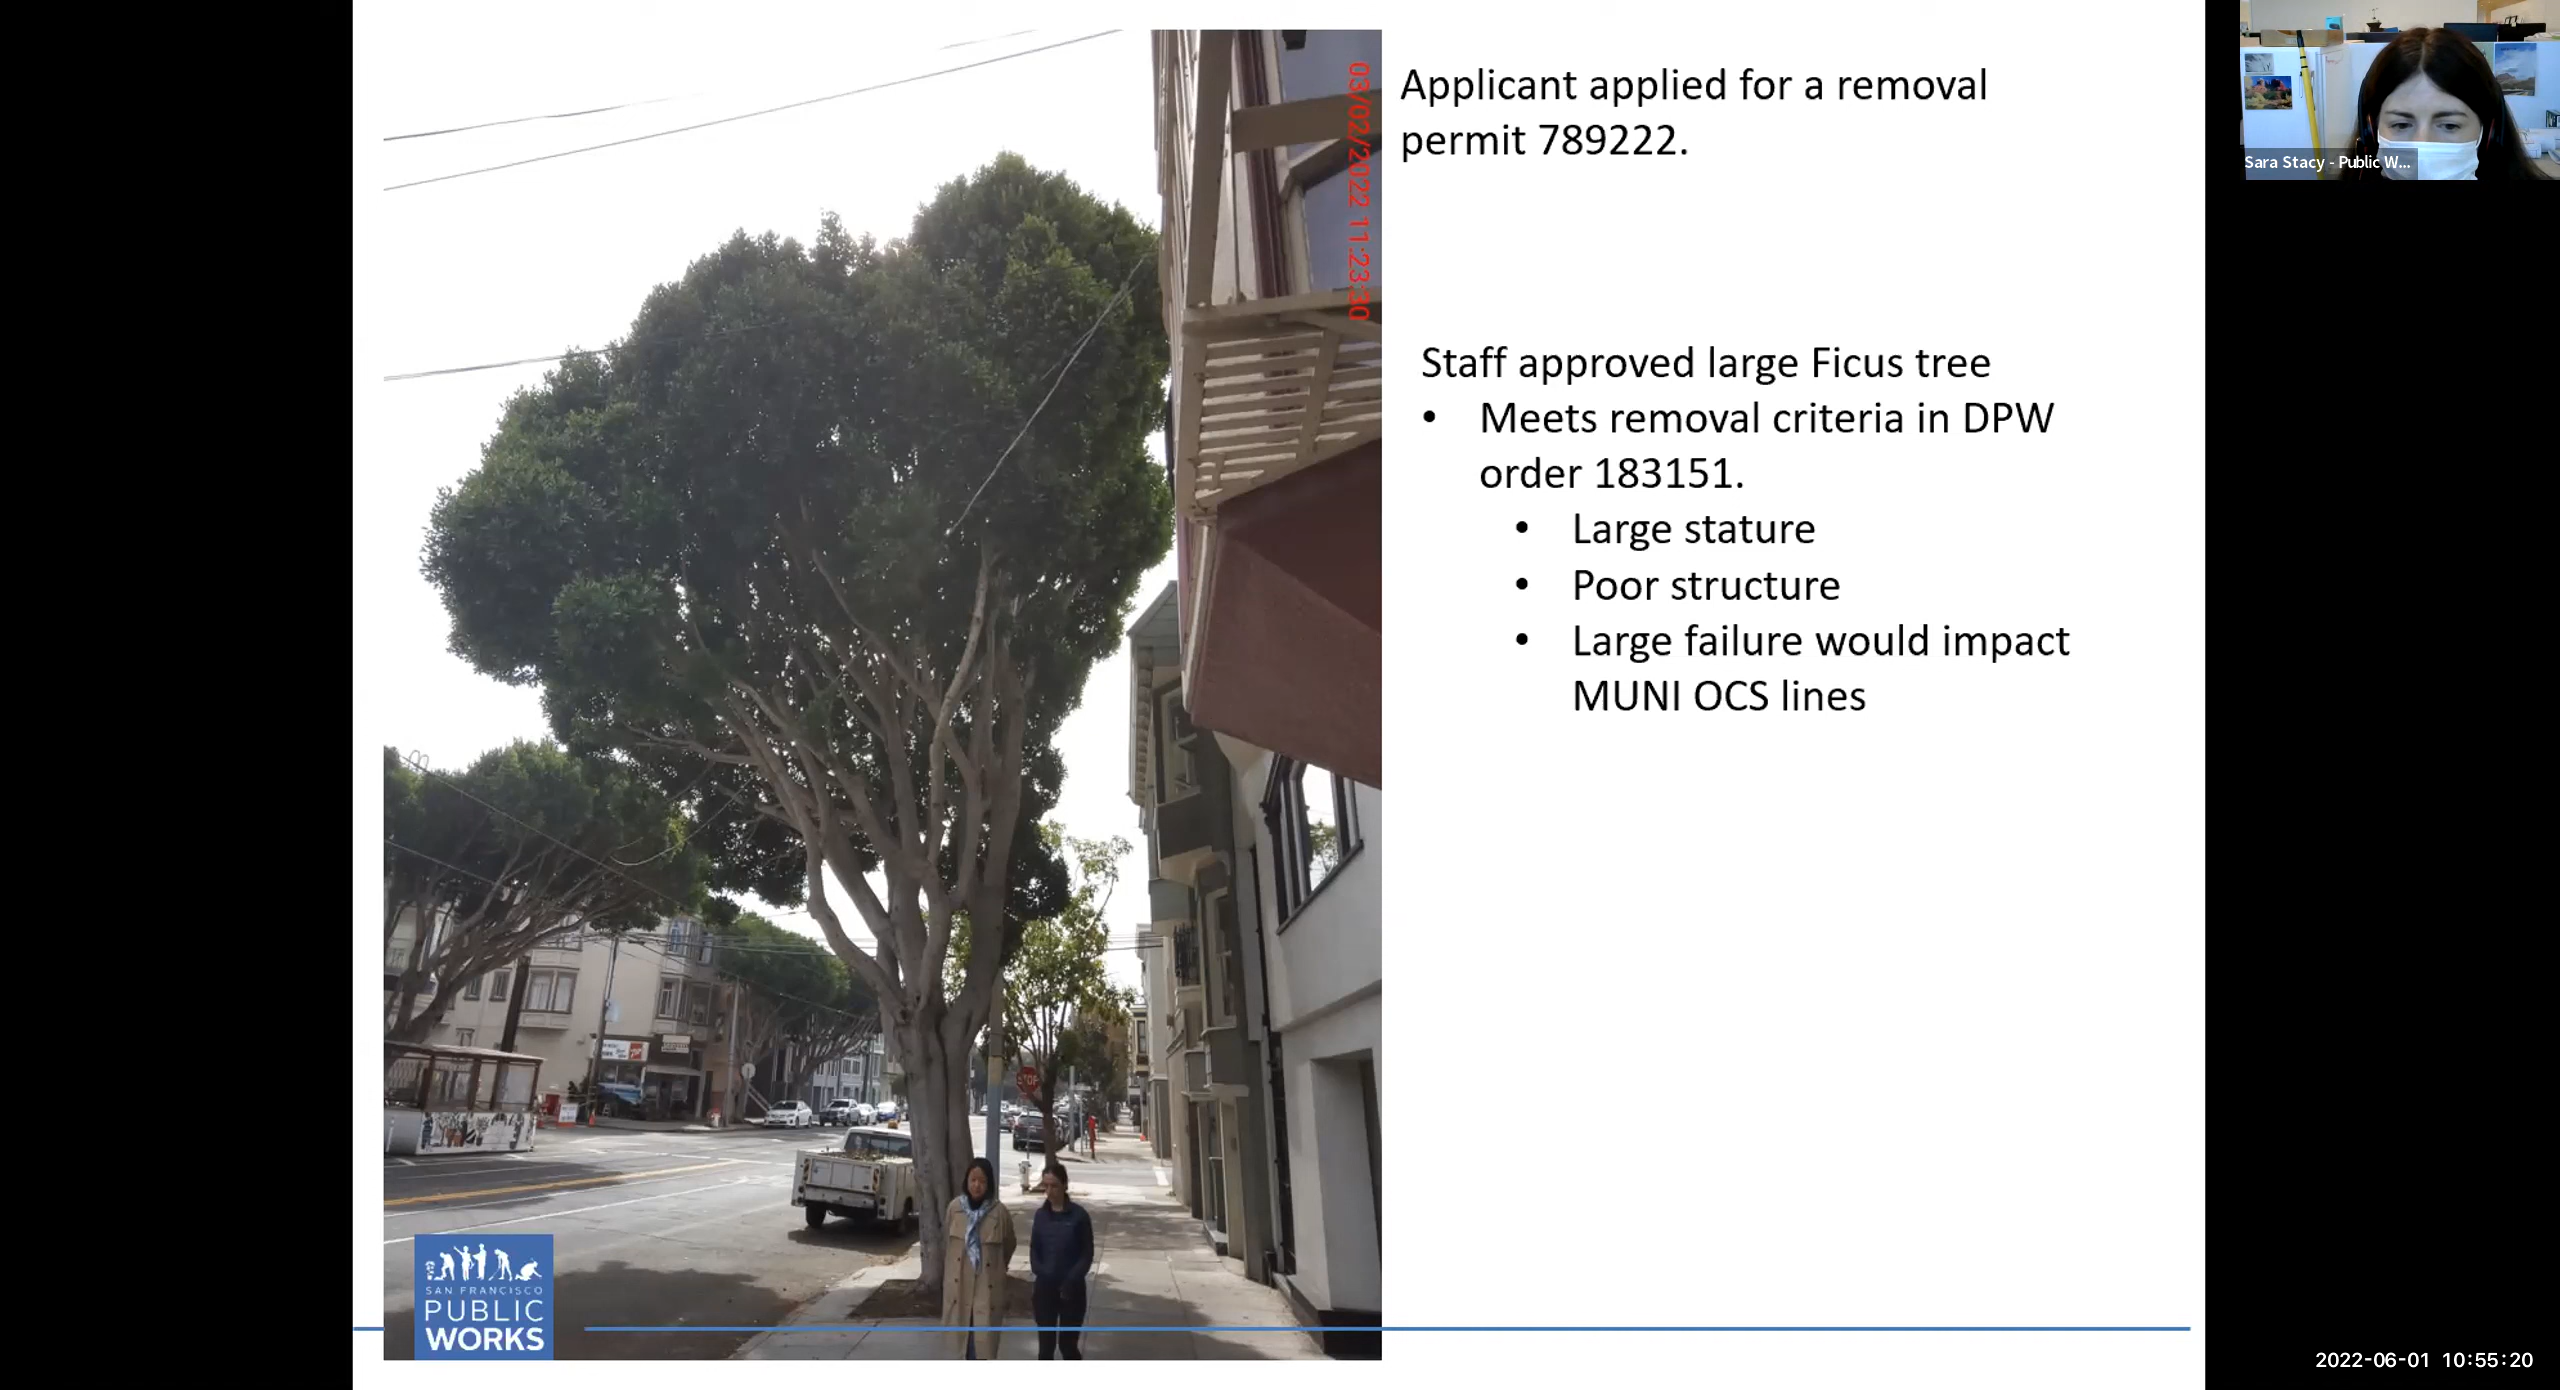 03/02/2022 11:23:30
Applicant applied for a removal
permit 789222.
Staff approved large Ficus tree
• Meets removal criteria in DPW
order 183151.
• Large stature
• Poor structure
• Large failure would impact
MUNI OCS lines
STOP
SAN FRANCISCO
PUBLIC
WORKS
Sara Stacy - Public W...
2022-06-01 10:55:20